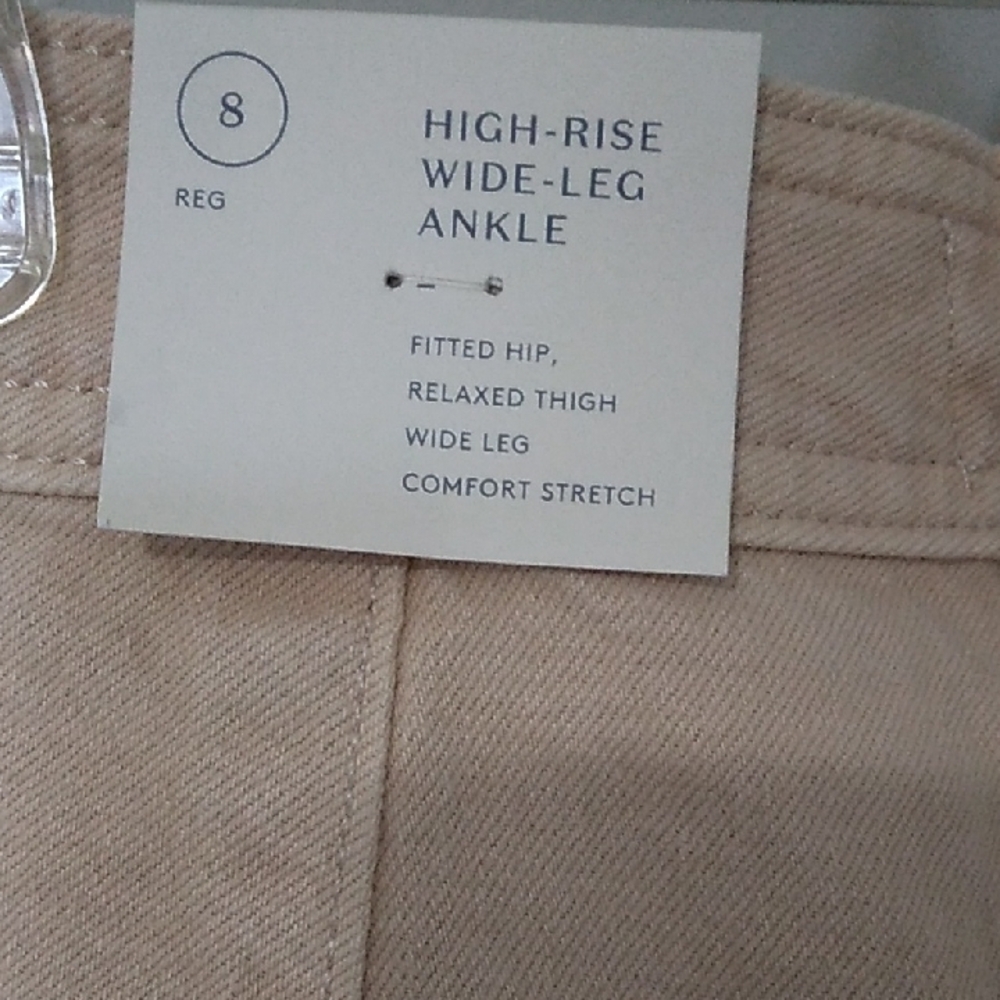 8
REG
HIGH-RISE
WIDE-LEG
ANKLE
FITTED HIP,
RELAXED THIGH
WIDE LEG
COMFORT STRETCH